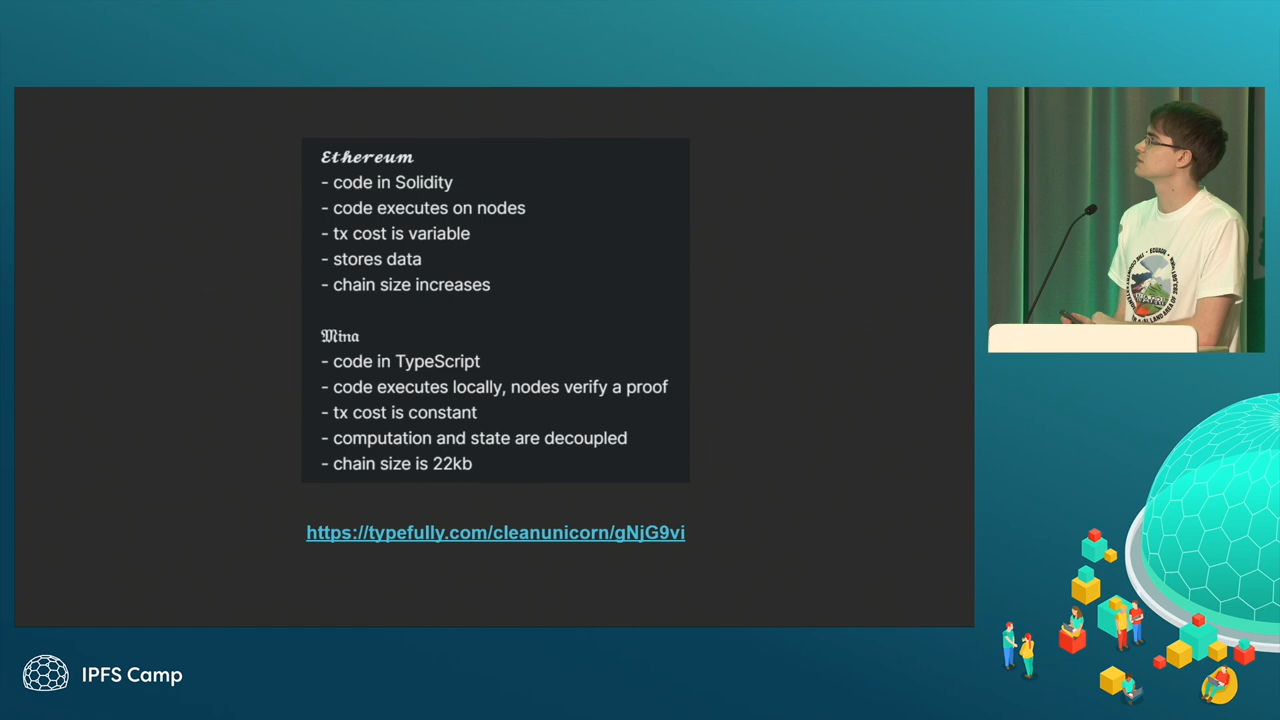 Ethereum
- code in Solidity
- code executes on nodes
- tx cost is variable
- stores data
- chain size increases
Mina
- code in TypeScript
- code executes locally, nodes verify a proof
- tx cost is constant
- computation and state are decoupled
- chain size is 22kb
https://typefully.com/cleanunicorn/gNjG9vi
ECUADOR
IPFS Camp